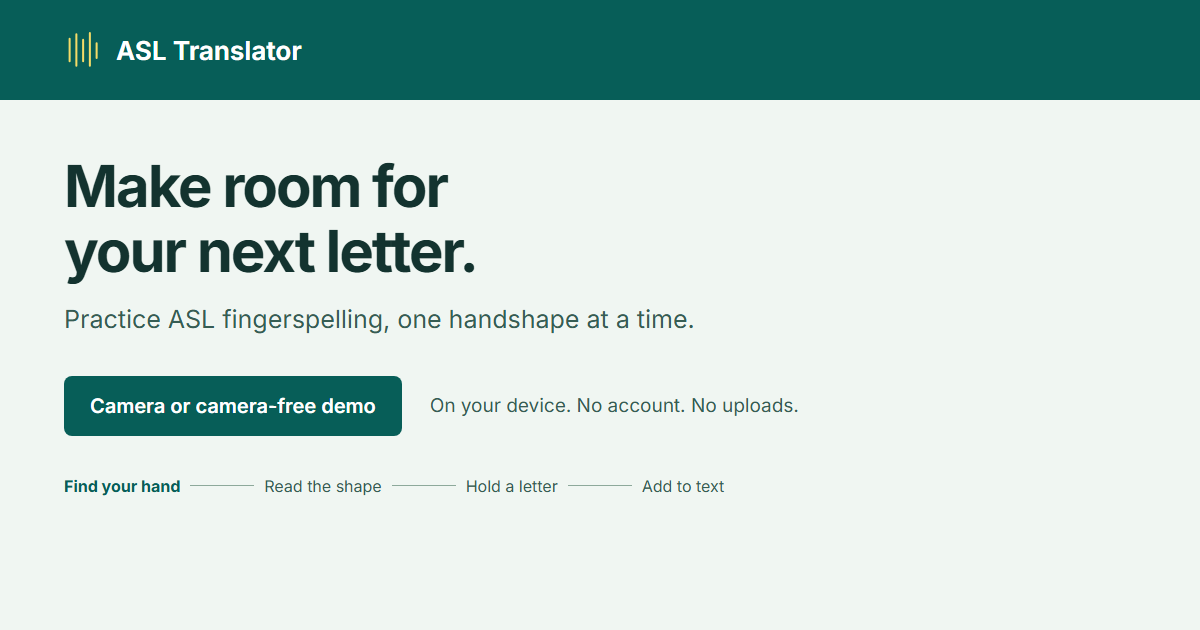 ASL Translator
Make room for
your next letter.
Practice ASL fingerspelling, one handshape at a time.
Camera or camera-free demo
On your device. No account. No uploads.
Find your hand
Read the shape
Hold a letter
Add to text